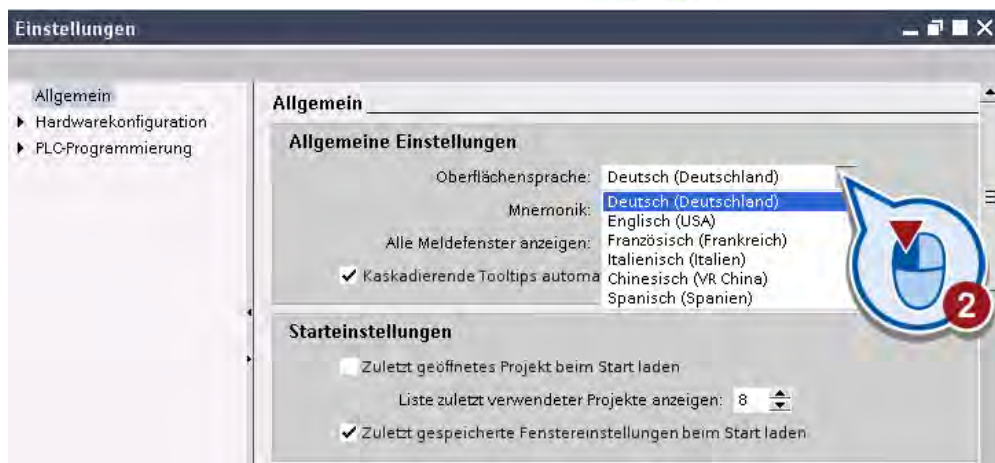 Einstellungen
Allgemein
Hardwarekonfiguration
PLC-Programmierung
Allgemein
Allgemeine Einstellungen
Oberflächensprache: Deutsch (Deutschland)
Deutsch (Deutschland)
Mnemonik:
Englisch (USA)
Französisch (Frankreich)
Alle Meldefenster anzeigen:
Italienisch (Italien)
Kaskadierende Tooltips automa
Chinesisch (VR China)
Spanisch (Spanien)
2
Starteinstellungen
Zuletzt geöffnetes Projekt beim Start laden
Liste zuletzt verwendeter Projekte anzeigen: 8
Zuletzt gespeicherte Fenstereinstellungen beim Start laden